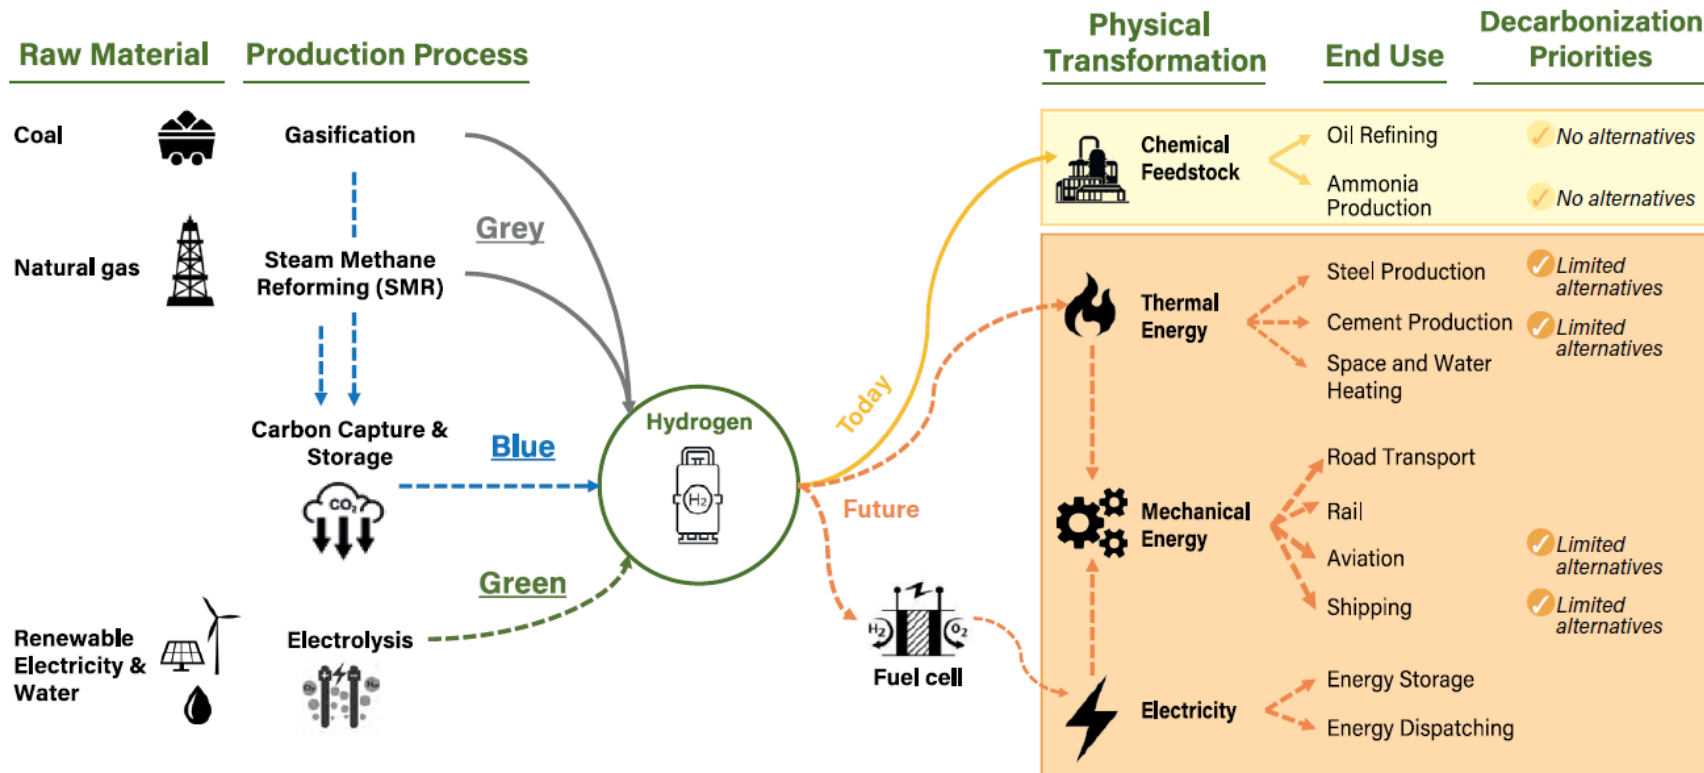 Raw Material
Production Process
Physical
Transformation
End Use
Decarbonization
Priorities
Coal
Gasification
Natural gas
Steam Methane
Reforming (SMR)
Grey
Carbon Capture &
Storage
CO₂
Blue
Renewable
Electricity &
Water
Electrolysis
Green
Hydrogen
H₂
Today
Future
H₂
O₂
Fuel cell
Chemical
Feedstock
Oil Refining
No alternatives
Ammonia
Production
No alternatives
Thermal
Energy
Steel Production
Limited
alternatives
Cement Production
Limited
alternatives
Space and Water
Heating
Mechanical
Energy
Road Transport
Rail
Aviation
Limited
alternatives
Shipping
Limited
alternatives
Electricity
Energy Storage
Energy Dispatching